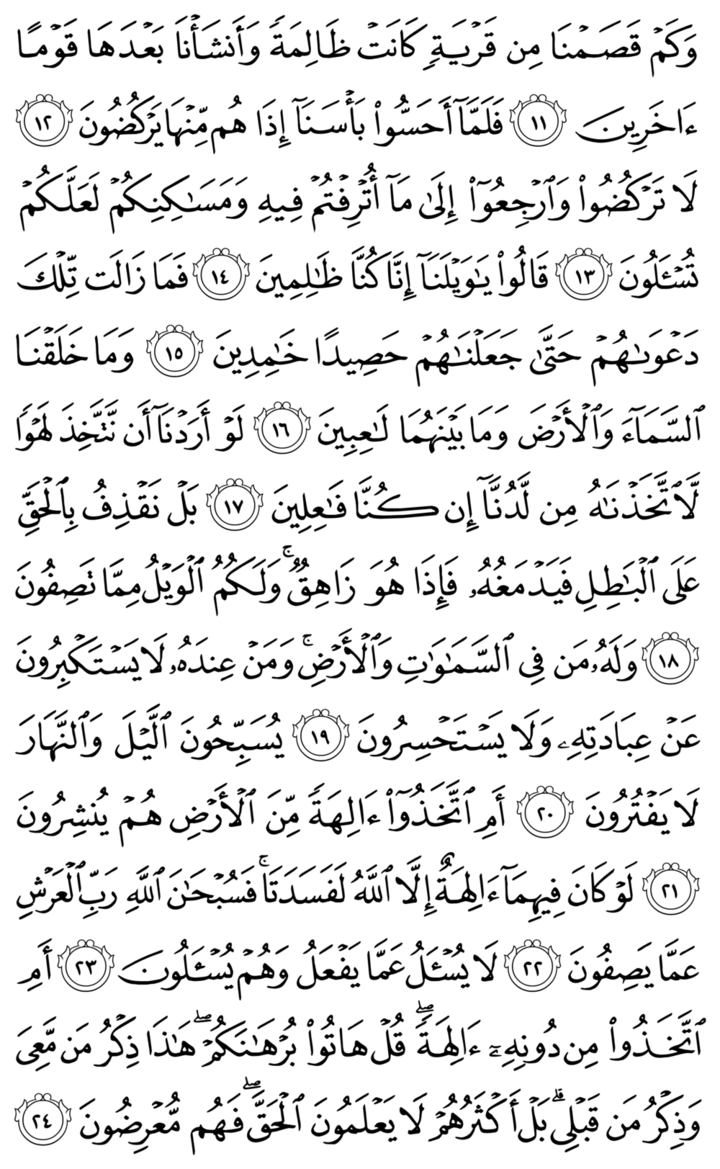 وَكَمْ قَصَمْنَا مِن قَرْيَةٍ كَانَتْ ظَالِمَةً وَأَنشَأْنَا بَعْدَهَا قَوْمًا
ءَاخَرِينَ ١١ فَلَمَّآ أَحَسُّوا۟ بَأْسَنَآ إِذَا هُم مِّنْهَا يَرْكُضُونَ ١٢
لَا تَرْكُضُوا۟ وَٱرْجِعُوٓا۟ إِلَىٰ مَآ أُتْرِفْتُمْ فِيهِ وَمَسَـٰكِنِكُمْ لَعَلَّكُمْ
تُسْـَٔلُونَ ١٣ قَالُوا۟ يَـٰوَيْلَنَآ إِنَّا كُنَّا ظَـٰلِمِينَ ١٤ فَمَا زَالَت تِّلْكَ
دَعْوَىٰهُمْ حَتَّىٰ جَعَلْنَـٰهُمْ حَصِيدًا خَـٰمِدِينَ ١٥ وَمَا خَلَقْنَا
ٱلسَّمَآءَ وَٱلْأَرْضَ وَمَا بَيْنَهُمَا لَـٰعِبِينَ ١٦ لَوْ أَرَدْنَآ أَن نَّتَّخِذَ لَهْوًا
لَّٱتَّخَذْنَـٰهُ مِن لَّدُنَّآ إِن كُنَّا فَـٰعِلِينَ ١٧ بَلْ نَقْذِفُ بِٱلْحَقِّ
عَلَى ٱلْبَـٰطِلِ فَيَدْمَغُهُۥ فَإِذَا هُوَ زَاهِقٌ ۚ وَلَكُمُ ٱلْوَيْلُ مِمَّا تَصِفُونَ
١٨ وَلَهُۥ مَن فِى ٱلسَّمَـٰوَٰتِ وَٱلْأَرْضِ ۚ وَمَنْ عِندَهُۥ لَا يَسْتَكْبِرُونَ
عَنْ عِبَادَتِهِۦ وَلَا يَسْتَحْسِرُونَ ١٩ يُسَبِّحُونَ ٱلَّيْلَ وَٱلنَّهَارَ
لَا يَفْتُرُونَ ٢٠ أَمِ ٱتَّخَذُوٓا۟ ءَالِهَةً مِّنَ ٱلْأَرْضِ هُمْ يُنشِرُونَ
٢١ لَوْ كَانَ فِيهِمَآ ءَالِهَةٌ إِلَّا ٱللَّهُ لَفَسَدَتَا ۚ فَسُبْحَـٰنَ ٱللَّهِ رَبِّ ٱلْعَرْشِ
عَمَّا يَصِفُونَ ٢٢ لَا يُسْـَٔلُ عَمَّا يَفْعَلُ وَهُمْ يُسْـَٔلُونَ ٢٣ أَمِ
ٱتَّخَذُوا۟ مِن دُونِهِۦٓ ءَالِهَةً ۖ قُلْ هَاتُوا۟ بُرْهَـٰنَكُمْ ۖ هَـٰذَا ذِكْرُ مَن مَّعِىَ
وَذِكْرُ مَن قَبْلِى ۗ بَلْ أَكْثَرُهُمْ لَا يَعْلَمُونَ ٱلْحَقَّ ۖ فَهُم مُّعْرِضُونَ ٢٤